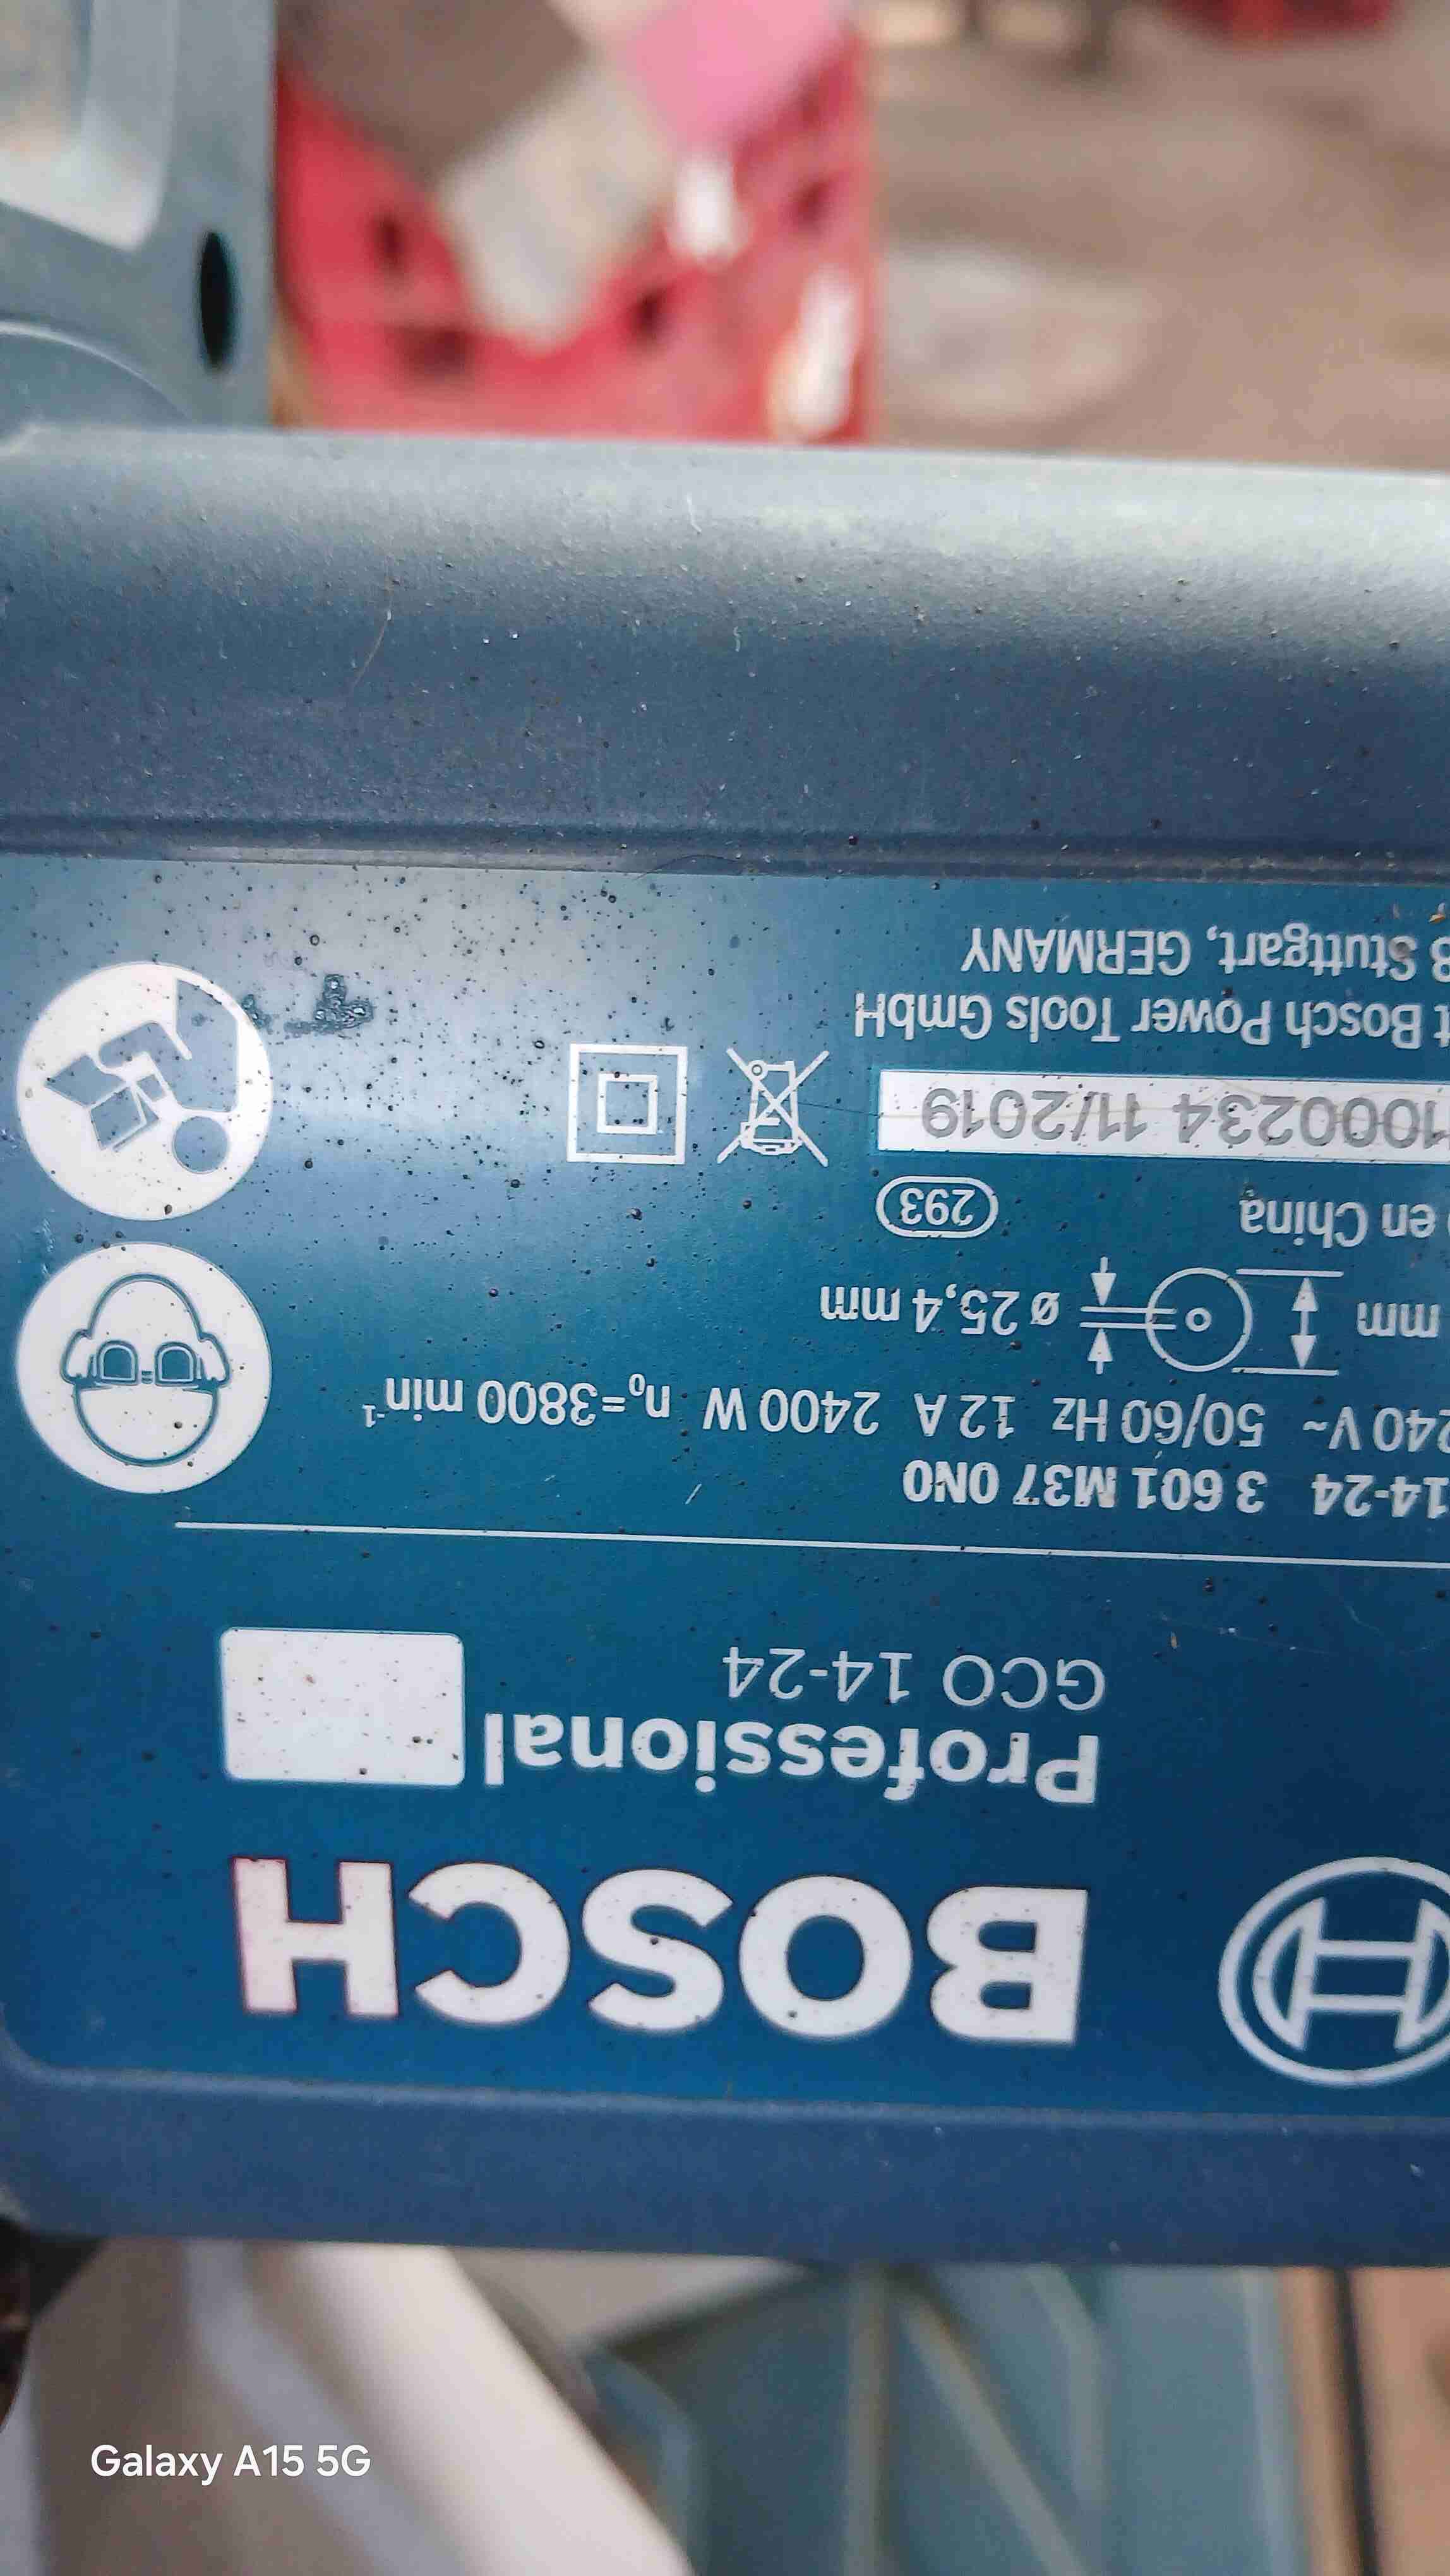 BOSCH
Professional
GCO 14-24
14-24 3 601 M37 0N0
240 V~ 50/60 Hz 12 A 2400 W n₀=3800 min⁻¹
mm ø 25,4 mm
en China 293
1000234 11/2019
t Bosch Power Tools GmbH
Stuttgart, GERMANY
Galaxy A15 5G